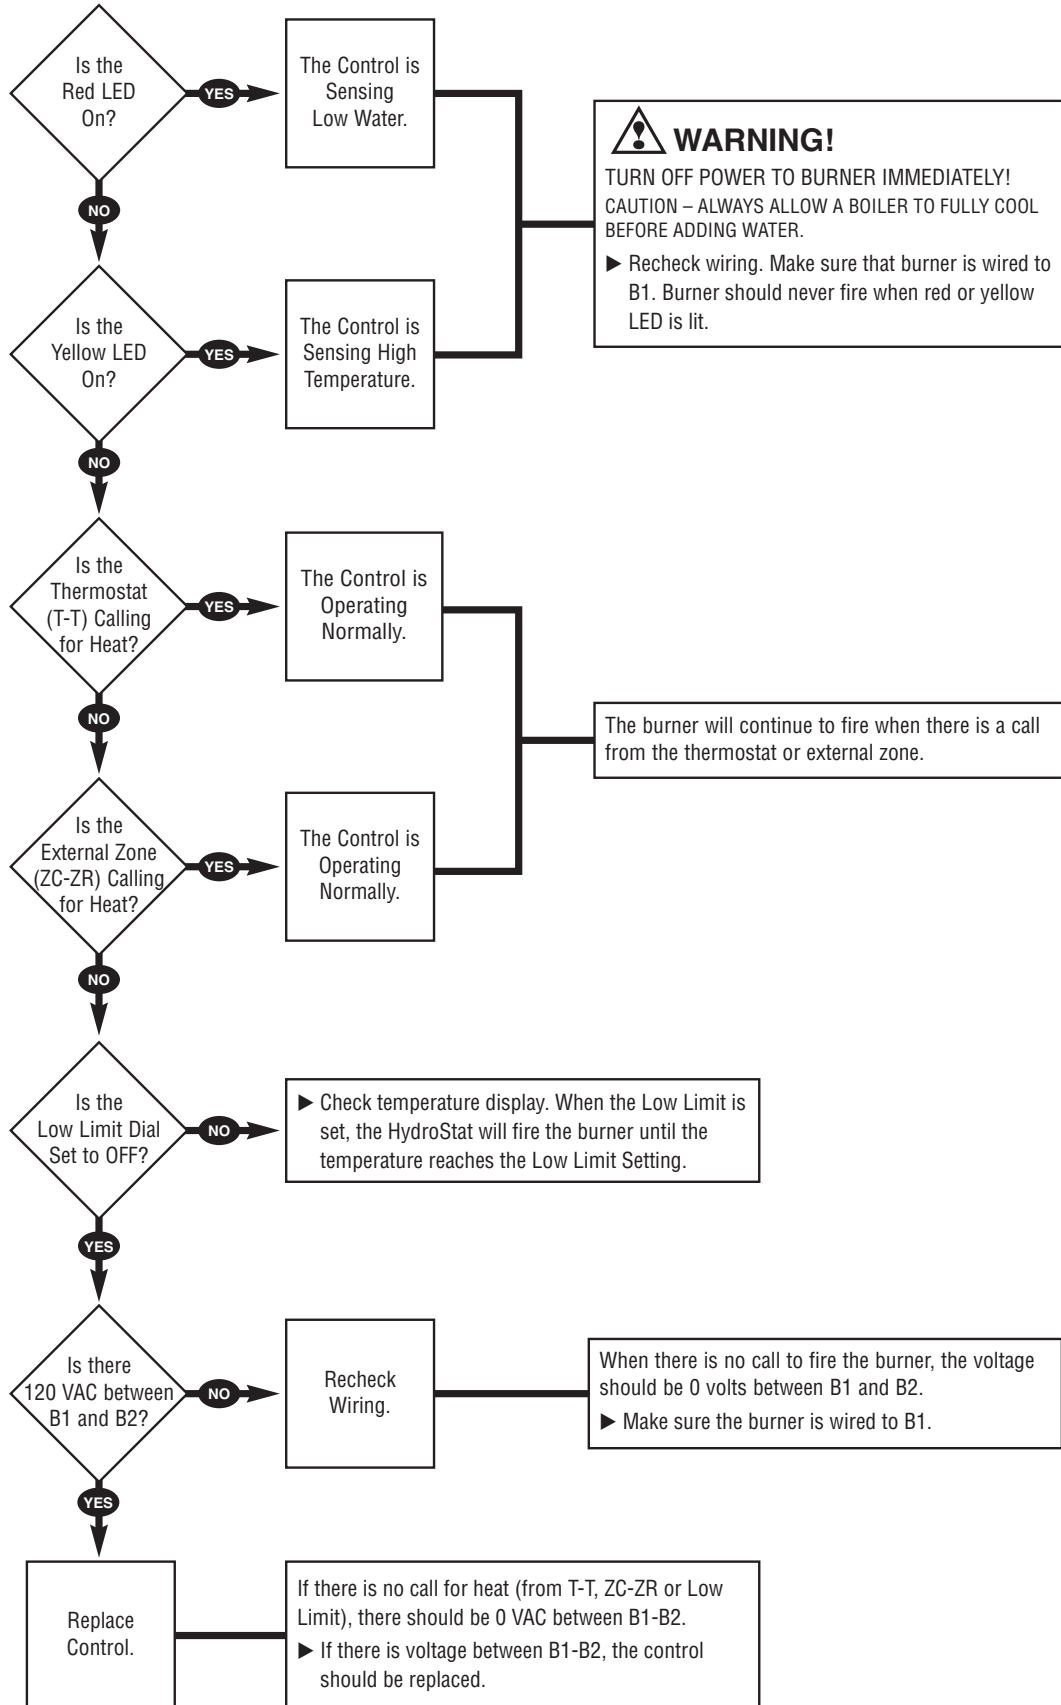 Is the
Red LED
On?
YES
The Control is
Sensing
Low Water.
WARNING!
TURN OFF POWER TO BURNER IMMEDIATELY!
CAUTION – ALWAYS ALLOW A BOILER TO FULLY COOL
BEFORE ADDING WATER.
▶ Recheck wiring. Make sure that burner is wired to
B1. Burner should never fire when red or yellow
LED is lit.
NO
Is the
Yellow LED
On?
YES
The Control is
Sensing High
Temperature.
NO
Is the
Thermostat
(T-T) Calling
for Heat?
YES
The Control is
Operating
Normally.
The burner will continue to fire when there is a call
from the thermostat or external zone.
NO
Is the
External Zone
(ZC-ZR) Calling
for Heat?
YES
The Control is
Operating
Normally.
NO
Is the
Low Limit Dial
Set to OFF?
NO
▶ Check temperature display. When the Low Limit is
set, the HydroStat will fire the burner until the
temperature reaches the Low Limit Setting.
YES
Is there
120 VAC between
B1 and B2?
NO
Recheck
Wiring.
When there is no call to fire the burner, the voltage
should be 0 volts between B1 and B2.
▶ Make sure the burner is wired to B1.
YES
Replace
Control.
If there is no call for heat (from T-T, ZC-ZR or Low
Limit), there should be 0 VAC between B1-B2.
▶ If there is voltage between B1-B2, the control
should be replaced.